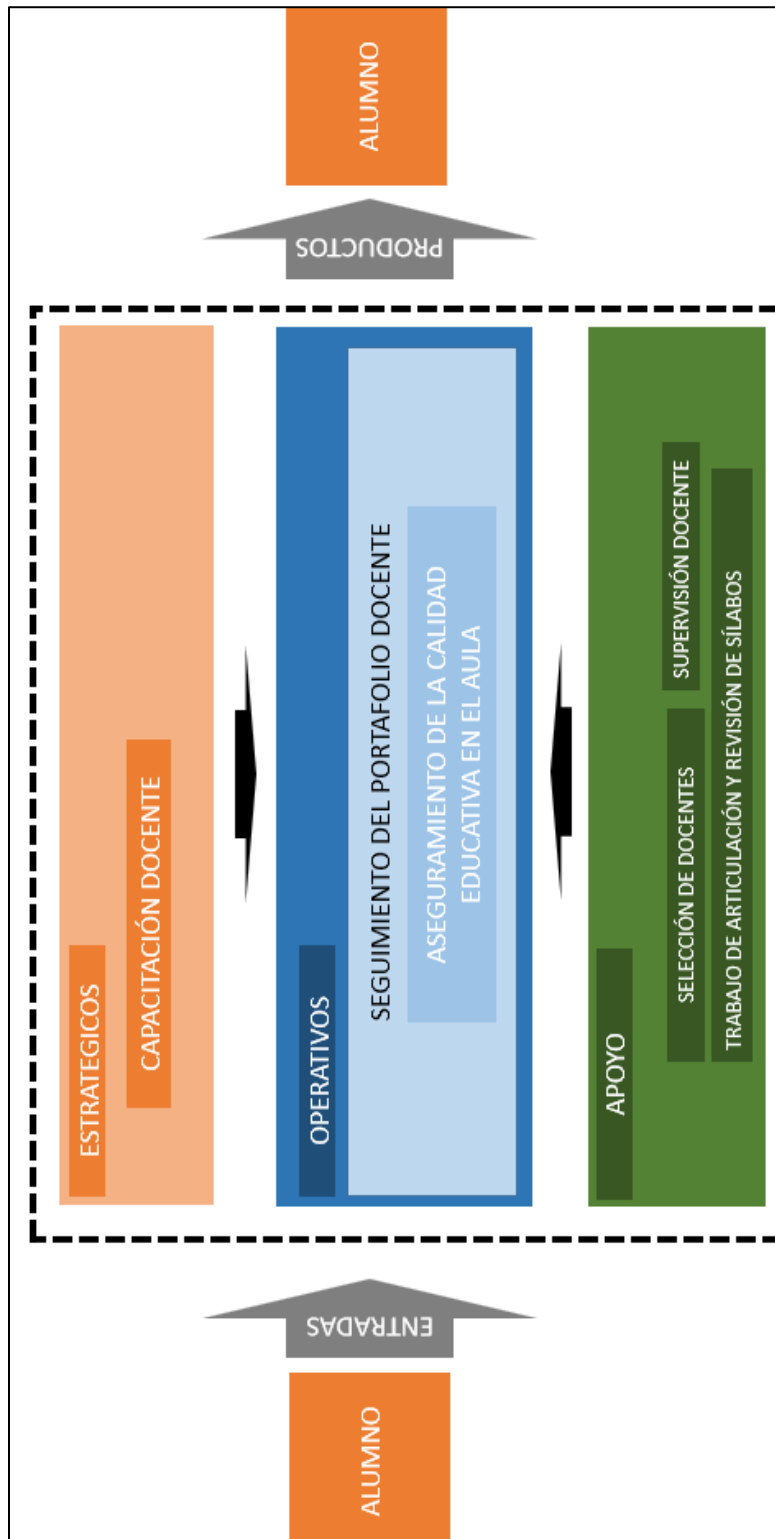 ALUMNO
ENTRADAS
ESTRATEGICOS
CAPACITACIÓN DOCENTE
OPERATIVOS
SEGUIMIENTO DEL PORTAFOLIO DOCENTE
ASEGURAMIENTO DE LA CALIDAD
EDUCATIVA EN EL AULA
APOYO
SELECCIÓN DE DOCENTES
SUPERVISIÓN DOCENTE
TRABAJO DE ARTICULACIÓN Y REVISIÓN DE SÍLABOS
PRODUCTOS
ALUMNO